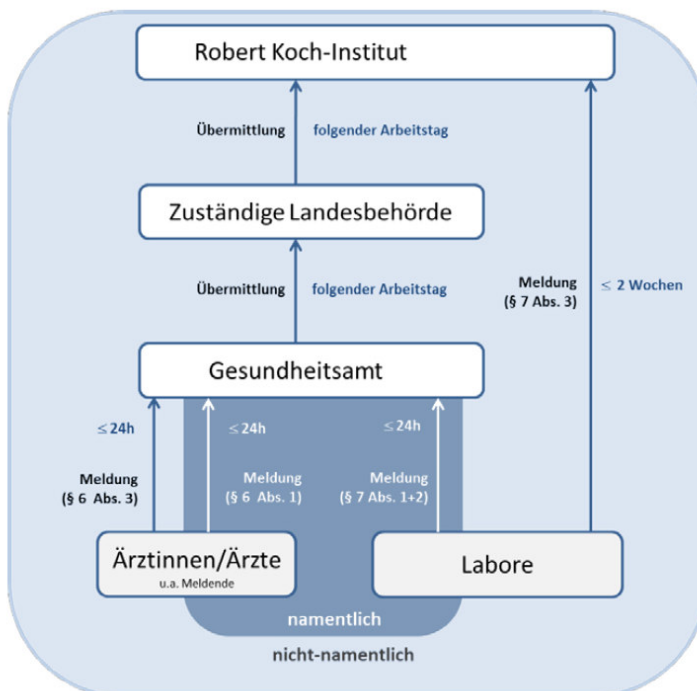 Robert Koch-Institut
Übermittlung folgender Arbeitstag
Zuständige Landesbehörde
Meldung
(§ 7 Abs. 3)
≤ 2 Wochen
Übermittlung folgender Arbeitstag
Gesundheitsamt
≤ 24h
≤ 24h
≤ 24h
Meldung
(§ 6 Abs. 3)
Meldung
(§ 6 Abs. 1)
Meldung
(§ 7 Abs. 1+2)
Ärztinnen/Ärzte
u.a. Meldende
Labore
namentlich
nicht-namentlich